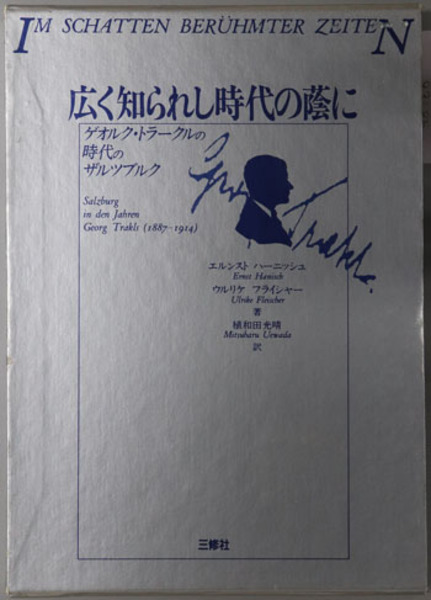 IM SCHATTEN BERÜHMTER ZEITEN
広く知られし時代の蔭に
ゲオルク・トラークルの
時代の
ザルツブルク
Salzburg
in den Jahren
Georg Trakls (1887-1914)
Georg Trakl.
エルンスト ハーニッシュ
Ernst Hanisch
ウルリケ フライシャー
Ulrike Fleischer
著
植和田光晴
Mitsuharu Uewada
訳
三修社